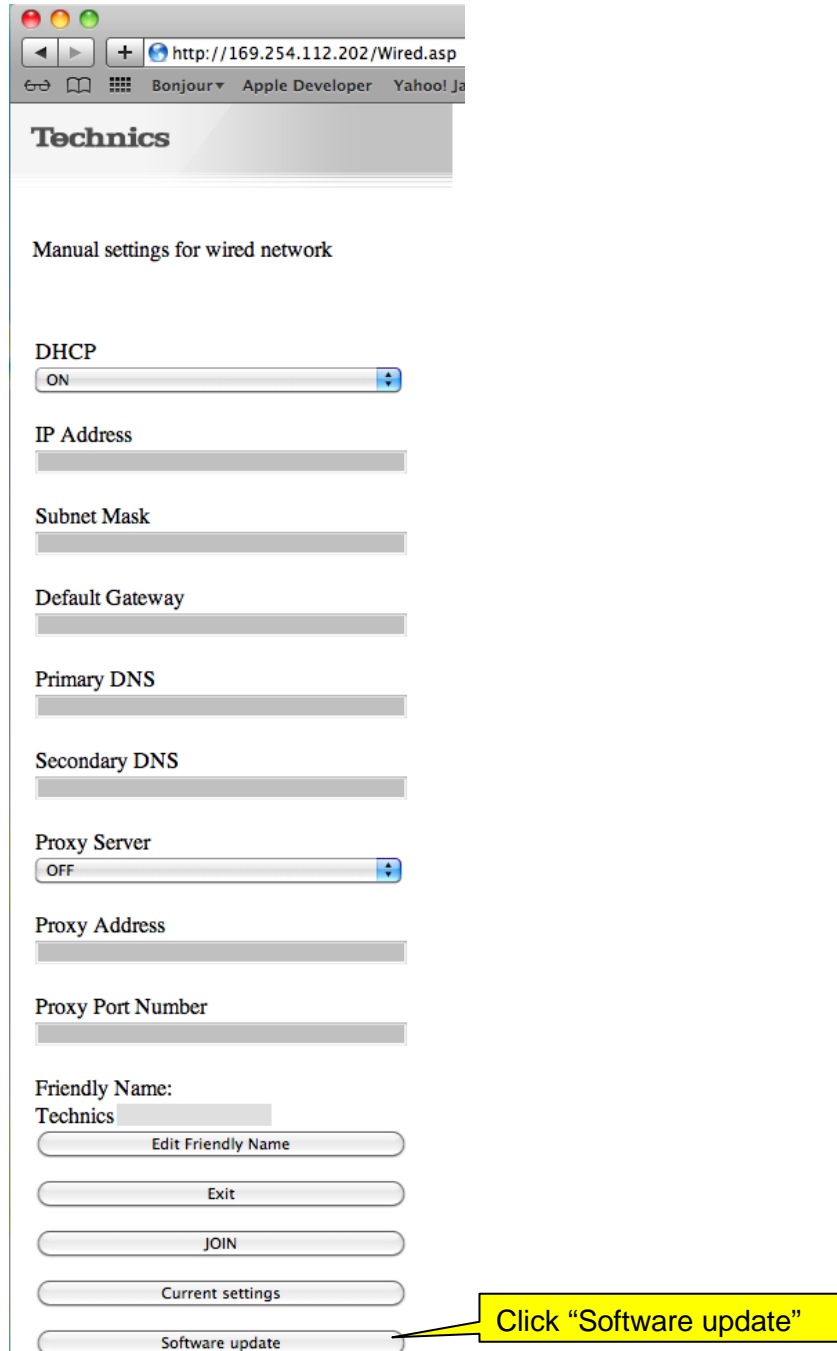 http://169.254.112.202/Wired.asp
Bonjour▾ Apple Developer Yahoo! Ja
Technics
Manual settings for wired network
DHCP
ON
IP Address
Subnet Mask
Default Gateway
Primary DNS
Secondary DNS
Proxy Server
OFF
Proxy Address
Proxy Port Number
Friendly Name:
Technics
Edit Friendly Name
Exit
JOIN
Current settings
Software update
Click “Software update”